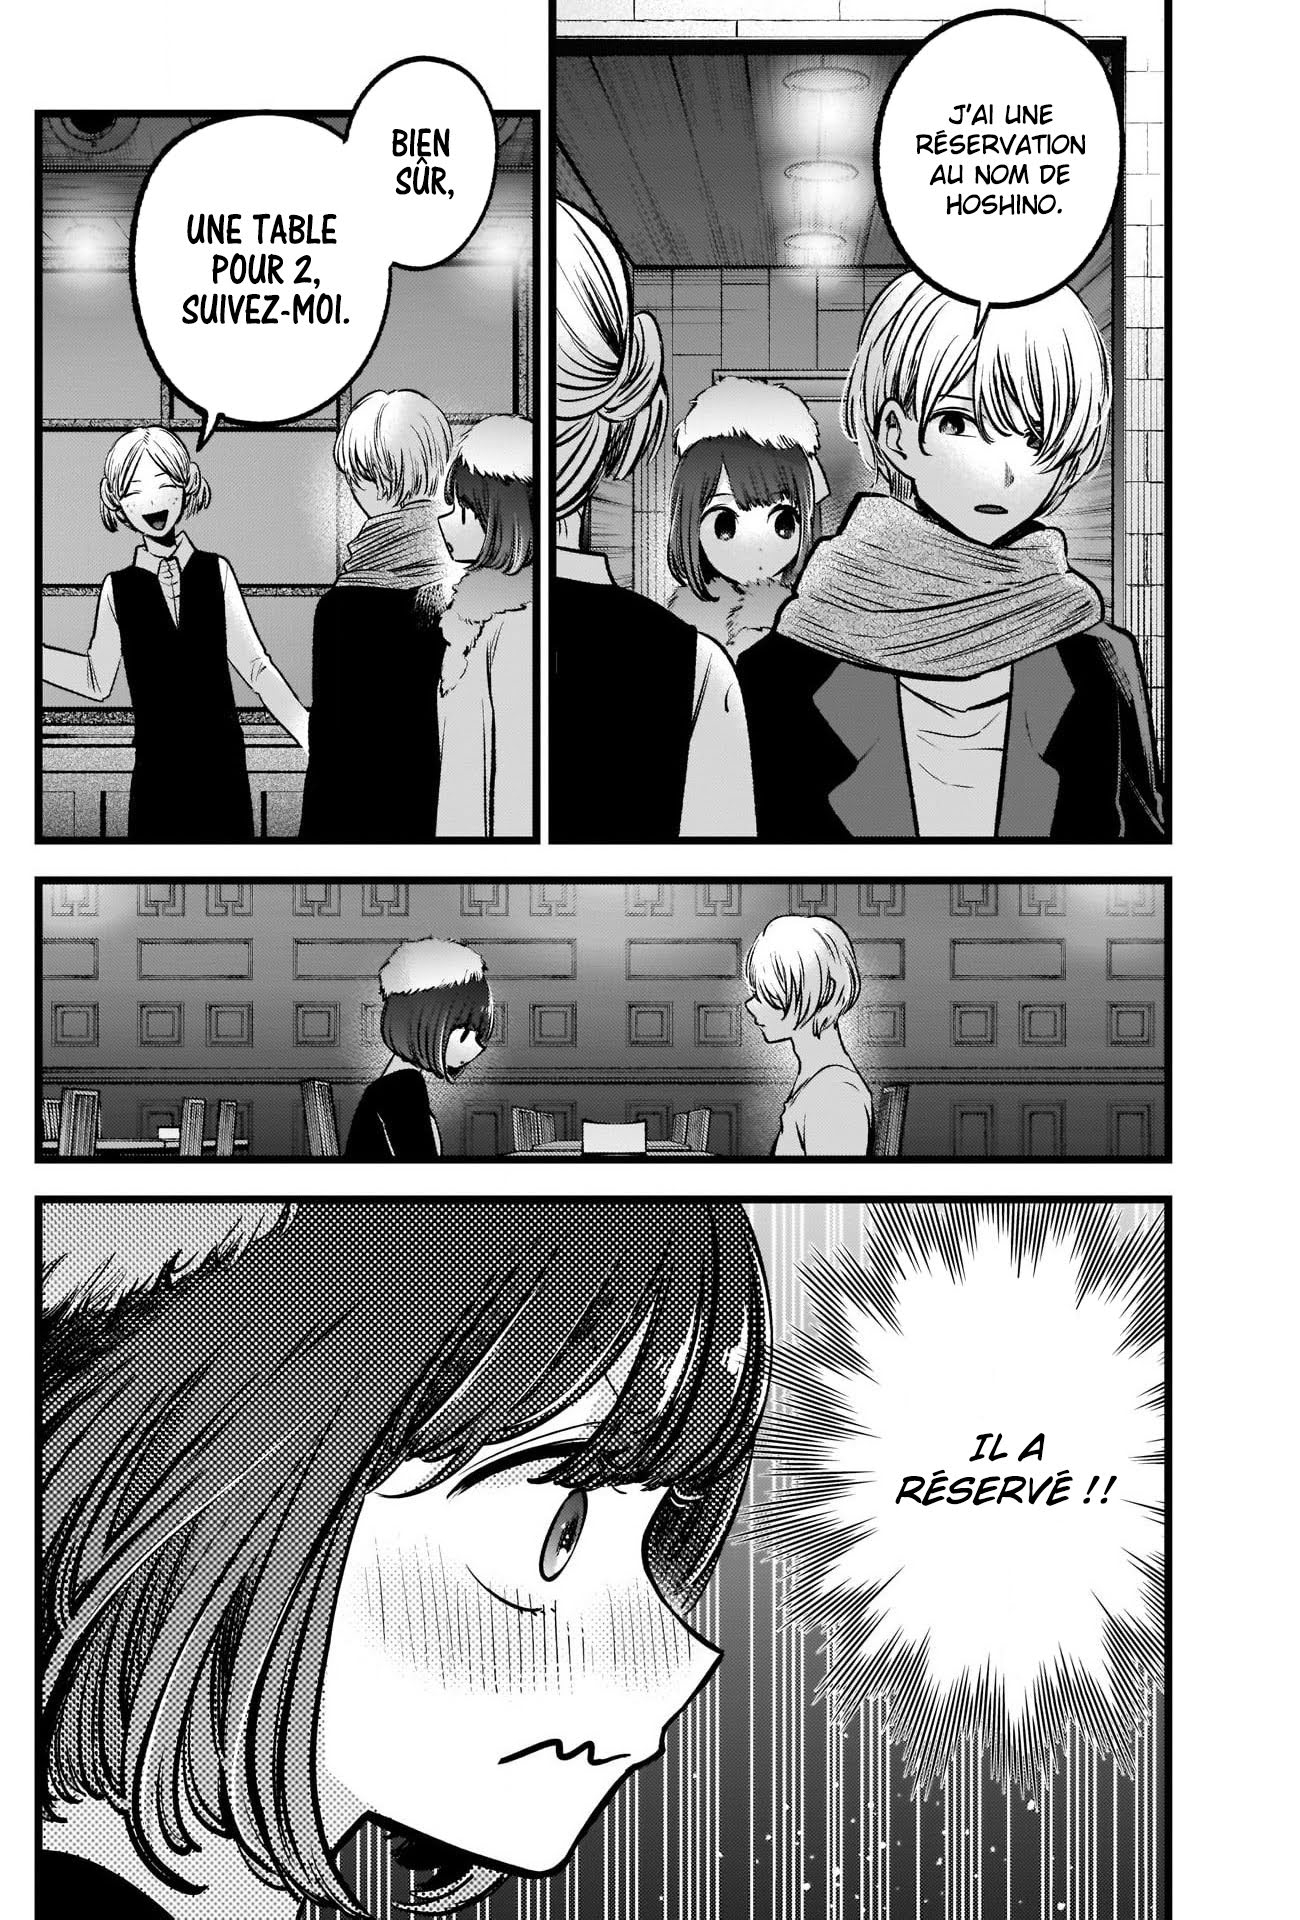 J'AI UNE
RÉSERVATION
AU NOM DE
HOSHINO.
BIEN
SÛR,
UNE TABLE
POUR 2,
SUIVEZ-MOI.
IL A
RÉSERVÉ !!